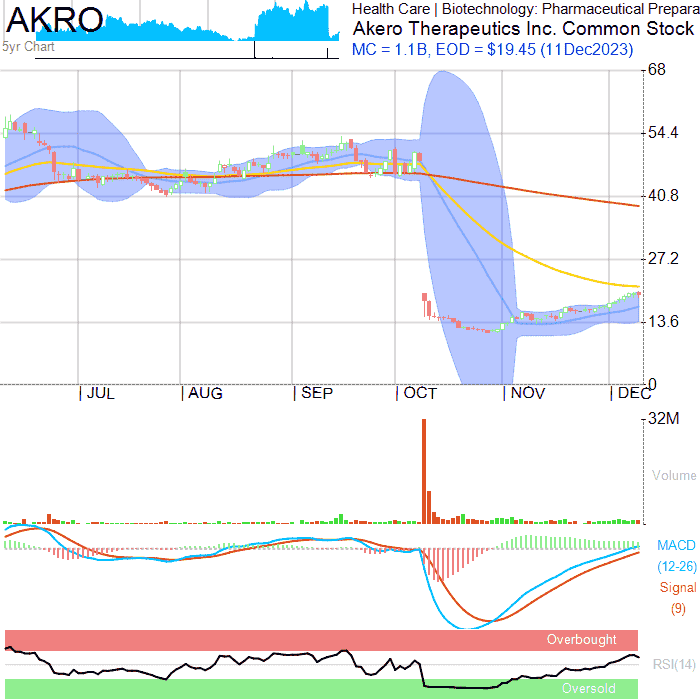 AKRO
5yr Chart
Health Care | Biotechnology: Pharmaceutical Prepara
Akero Therapeutics Inc. Common Stock
MC = 1.1B, EOD = $19.45 (11Dec2023)
68
54.4
40.8
27.2
13.6
0
JUL AUG SEP OCT NOV DEC
32M
Volume
MACD
(12-26)
Signal
(9)
Overbought
RSI(14)
Oversold